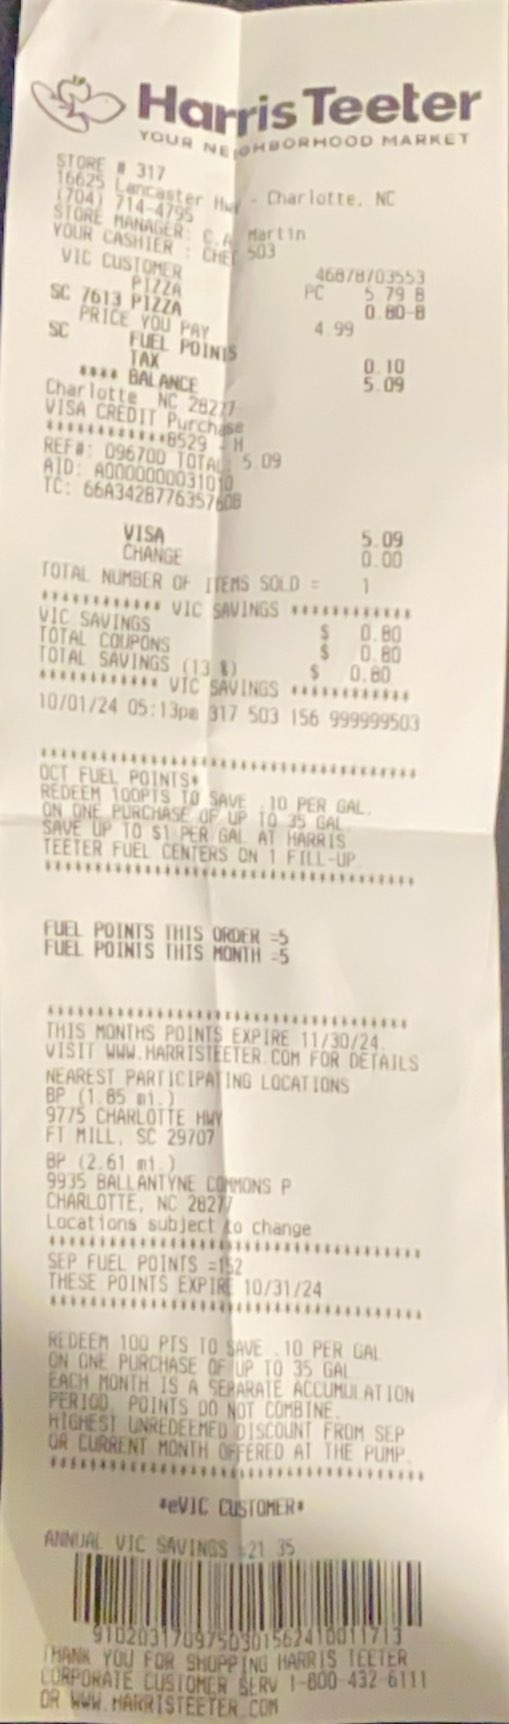 Harris Teeter
YOUR NEIGHBORHOOD MARKET
STORE # 317
16625 Lancaster Hwy - Charlotte, NC
(704) 714-4795
STORE MANAGER: C.A. Martin
YOUR CASHIER : CHEC 503
VIC CUSTOMER 46878703553
PIZZA PC 5.79 B
SC 7613 PIZZA 0.80-B
PRICE YOU PAY 4.99
SC FUEL POINTS
TAX 0.10
**** BALANCE 5.09
Charlotte NC 28277
VISA CREDIT Purchase
************8529 - H
REF#: 096700 TOTAL: 5.09
AID: A0000000031010
TC: 66A3428776357608
VISA 5.09
CHANGE 0.00
TOTAL NUMBER OF ITEMS SOLD = 1
************ VIC SAVINGS ************
VIC SAVINGS $ 0.80
TOTAL COUPONS $ 0.80
TOTAL SAVINGS (13 %) $ 0.80
************ VIC SAVINGS ************
10/01/24 05:13pm 317 503 156 999999503
**************************************
OCT FUEL POINTS*
REDEEM 100PTS TO SAVE .10 PER GAL.
ON ONE PURCHASE OF UP TO 35 GAL
SAVE UP TO $1 PER GAL AT HARRIS
TEETER FUEL CENTERS ON 1 FILL-UP.
**************************************
FUEL POINTS THIS ORDER =5
FUEL POINTS THIS MONTH =5
**************************************
THIS MONTHS POINTS EXPIRE 11/30/24.
VISIT WWW.HARRISTEETER.COM FOR DETAILS
NEAREST PARTICIPATING LOCATIONS
BP (1.85 mi.)
9775 CHARLOTTE HWY
FT MILL, SC 29707
BP (2.61 mi.)
9935 BALLANTYNE COMMONS P
CHARLOTTE, NC 28277
Locations subject to change
**************************************
SEP FUEL POINTS =152
THESE POINTS EXPIRE 10/31/24
**************************************
REDEEM 100 PTS TO SAVE .10 PER GAL
ON ONE PURCHASE OF UP TO 35 GAL
EACH MONTH IS A SEPARATE ACCUMULATION
PERIOD, POINTS DO NOT COMBINE.
HIGHEST UNREDEEMED DISCOUNT FROM SEP
OR CURRENT MONTH OFFERED AT THE PUMP.
**************************************
*eVIC CUSTOMER*
ANNUAL VIC SAVINGS =21.35
9102031709750301562410011713
THANK YOU FOR SHOPPING HARRIS TEETER
CORPORATE CUSTOMER SERV 1-800-432-6111
OR WWW.HARRISTEETER.COM